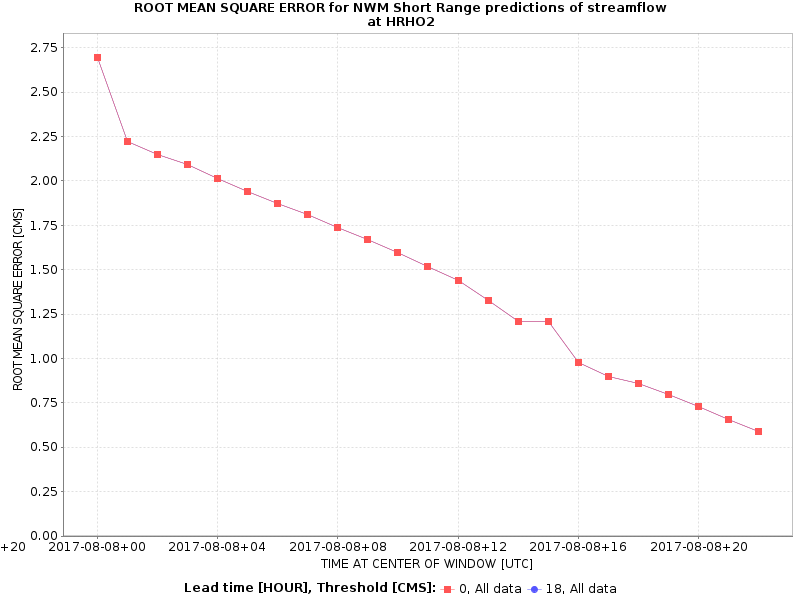 ROOT MEAN SQUARE ERROR for NWM Short Range predictions of streamflow
at HRHO2
2.75
2.50
2.25
2.00
1.75
1.50
1.25
1.00
0.75
0.50
0.25
0.00
ROOT MEAN SQUARE ERROR [CMS]
+20 2017-08-08+00 2017-08-08+04 2017-08-08+08 2017-08-08+12 2017-08-08+16 2017-08-08+20
TIME AT CENTER OF WINDOW [UTC]
Lead time [HOUR], Threshold [CMS]: 0, All data 18, All data